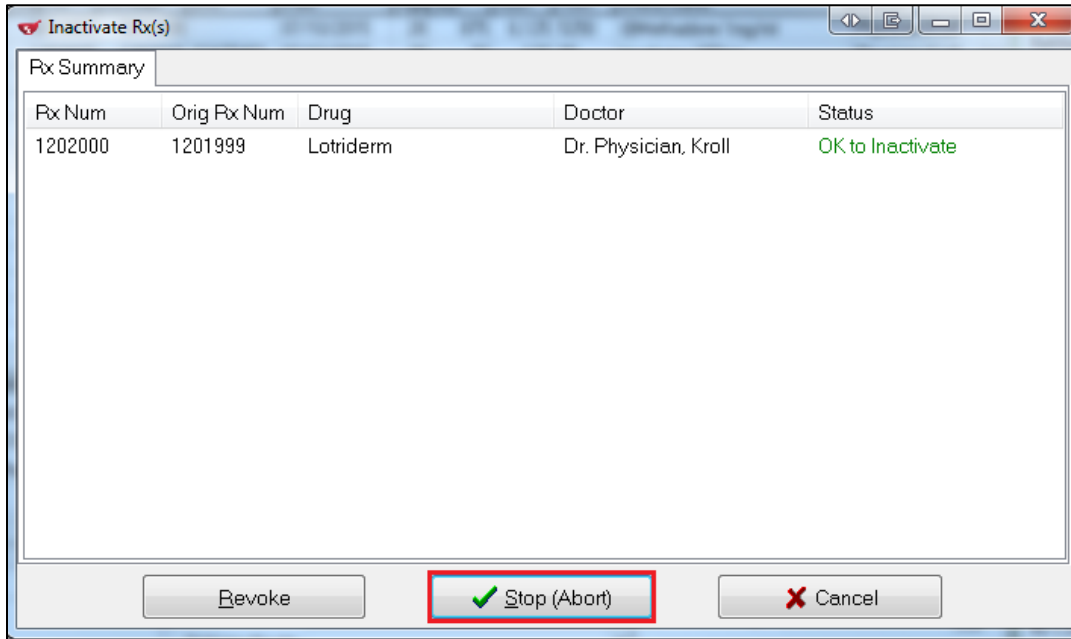 Inactivate Rx(s)
Rx Summary
Rx Num Orig Rx Num Drug Doctor Status
1202000 1201999 Lotriderm Dr. Physician, Kroll OK to Inactivate
Revoke Stop (Abort) Cancel